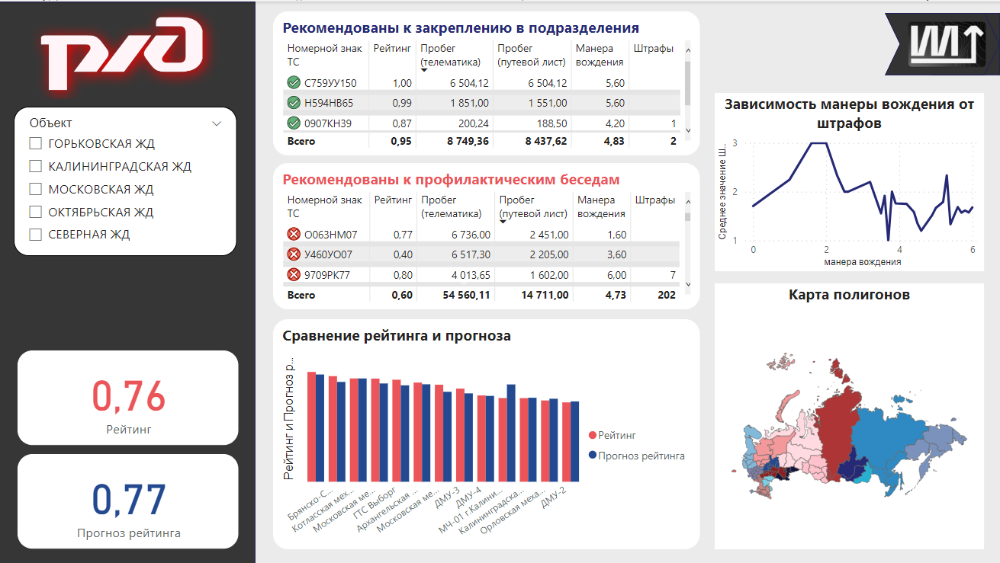 РЖД
Объект
ГОРЬКОВСКАЯ ЖД
КАЛИНИНГРАДСКАЯ ЖД
МОСКОВСКАЯ ЖД
ОКТЯБРЬСКАЯ ЖД
СЕВЕРНАЯ ЖД
0,76
Рейтинг
0,77
Прогноз рейтинга
Рекомендованы к закреплению в подразделения
Номерной знак ТС Рейтинг Пробег (телематика) Пробег (путевой лист) Манера вождения Штрафы
С759УУ150 1,00 6 504,12 6 504,12 5,60
Н594НВ65 0,99 1 851,00 1 551,00 5,60
0907КН39 0,87 200,24 188,50 4,20 1
Всего 0,95 8 749,36 8 437,62 4,83 2
Рекомендованы к профилактическим беседам
Номерной знак ТС Рейтинг Пробег (телематика) Пробег (путевой лист) Манера вождения Штрафы
О063НМ07 0,77 6 736,00 2 451,00 1,60
У460УО07 0,40 6 517,30 2 205,00 3,60
9709РК77 0,80 4 013,65 1 602,00 6,00 7
Всего 0,60 54 560,11 14 711,00 4,73 202
Сравнение рейтинга и прогноза
Рейтинг и Прогноз р...
Брянско-С...
Котласская мех...
Московская ме...
ГТС Выборг
Архангельская ...
Московская ме...
ДМУ-3
ДМУ-4
МЧ-01 г.Калини...
Калининградска...
Орловская меха...
ДМУ-2
Рейтинг
Прогноз рейтинга
Зависимость манеры вождения от
штрафов
Среднее значение Ш...
3
2
1
0 2 4 6
манера вождения
Карта полигонов